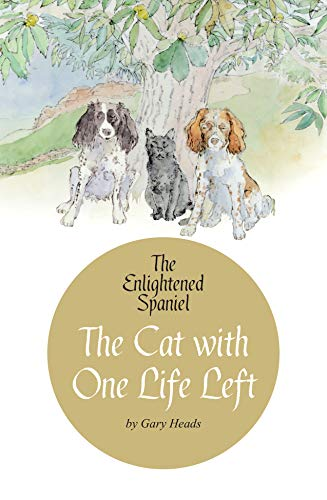 The
Enlightened
Spaniel
The Cat with
One Life Left
by Gary Heads